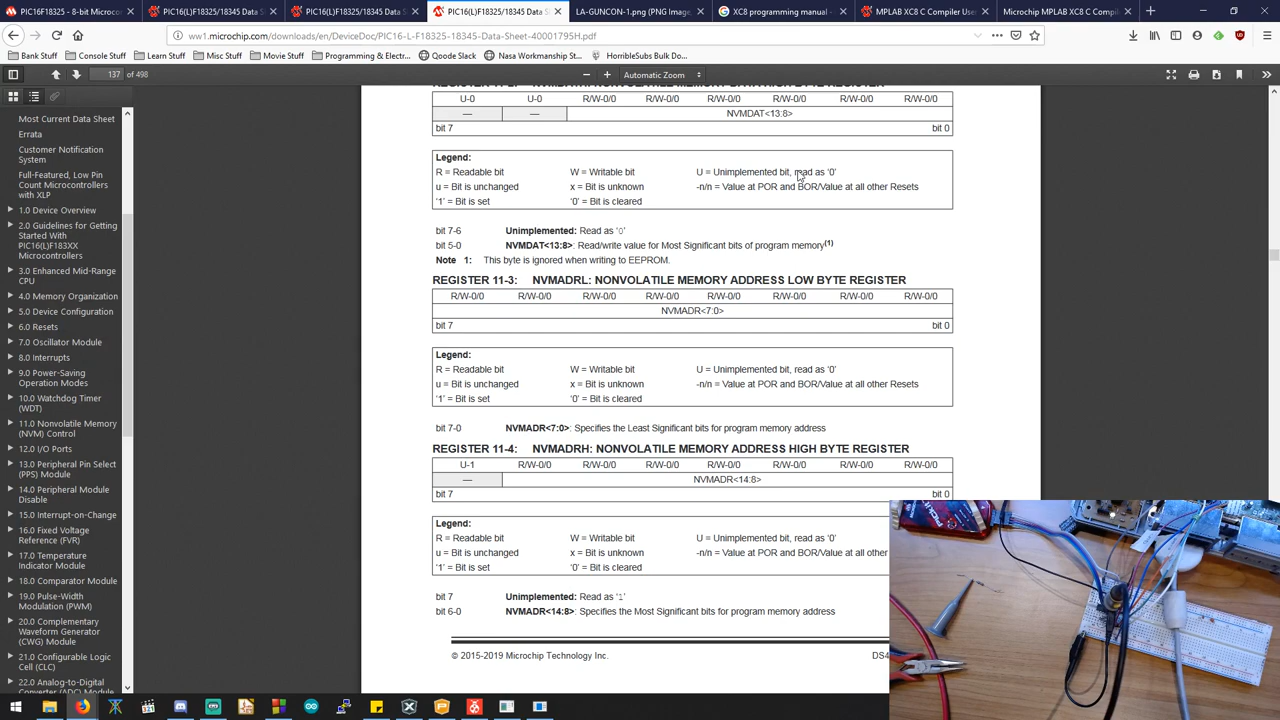 PIC16F18325 - 8-bit Microco
PIC16(L)F18325/18345 Data S
PIC16(L)F18325/18345 Data S
PIC16(L)F18325/18345 Data S
LA-GUNCON-1.png (PNG Image,
XC8 programming manual -
MPLAB XC8 C Compiler Use
Microchip MPLAB XC8 C Compil
ww1.microchip.com/downloads/en/DeviceDoc/PIC16-L-F18325-18345-Data-Sheet-40001795H.pdf
Bank Stuff
Console Stuff
Learn Stuff
Misc Stuff
Movie Stuff
Programming & Electr...
Qoode Slack
Nasa Workmanship St...
HorribleSubs Bulk Do...
137
of 498
Automatic Zoom
Most Current Data Sheet
Errata
Customer Notification
System
Full-Featured, Low Pin
Count Microcontrollers
with XLP
1.0 Device Overview
2.0 Guidelines for Getting
Started With
PIC16(L)F183XX
Microcontrollers
3.0 Enhanced Mid-Range
CPU
4.0 Memory Organization
5.0 Device Configuration
6.0 Resets
7.0 Oscillator Module
8.0 Interrupts
9.0 Power-Saving
Operation Modes
10.0 Watchdog Timer
(WDT)
11.0 Nonvolatile Memory
(NVM) Control
12.0 I/O Ports
13.0 Peripheral Pin Select
(PPS) Module
14.0 Peripheral Module
Disable
15.0 Interrupt-on-Change
16.0 Fixed Voltage
Reference (FVR)
17.0 Temperature
Indicator Module
18.0 Comparator Module
19.0 Pulse-Width
Modulation (PWM)
20.0 Complementary
Waveform Generator
(CWG) Module
21.0 Configurable Logic
Cell (CLC)
22.0 Analog-to-Digital
Converter (ADC) Module
U-0 U-0 R/W-0/0 R/W-0/0 R/W-0/0 R/W-0/0 R/W-0/0 R/W-0/0
— — NVMDAT<13:8>
bit 7 bit 0
Legend:
R = Readable bit W = Writable bit U = Unimplemented bit, read as '0'
u = Bit is unchanged x = Bit is unknown -n/n = Value at POR and BOR/Value at all other Resets
'1' = Bit is set '0' = Bit is cleared
bit 7-6 Unimplemented: Read as '0'
bit 5-0 NVMDAT<13:8>: Read/write value for Most Significant bits of program memory(1)
Note 1: This byte is ignored when writing to EEPROM.
REGISTER 11-3: NVMADRL: NONVOLATILE MEMORY ADDRESS LOW BYTE REGISTER
R/W-0/0 R/W-0/0 R/W-0/0 R/W-0/0 R/W-0/0 R/W-0/0 R/W-0/0 R/W-0/0
NVMADR<7:0>
bit 7 bit 0
Legend:
R = Readable bit W = Writable bit U = Unimplemented bit, read as '0'
u = Bit is unchanged x = Bit is unknown -n/n = Value at POR and BOR/Value at all other Resets
'1' = Bit is set '0' = Bit is cleared
bit 7-0 NVMADR<7:0>: Specifies the Least Significant bits for program memory address
REGISTER 11-4: NVMADRH: NONVOLATILE MEMORY ADDRESS HIGH BYTE REGISTER
U-1 R/W-0/0 R/W-0/0 R/W-0/0 R/W-0/0 R/W-0/0 R/W-0/0 R/W-0/0
— NVMADR<14:8>
bit 7 bit 0
Legend:
R = Readable bit W = Writable bit U = Unimplemented bit, read as '0'
u = Bit is unchanged x = Bit is unknown -n/n = Value at POR and BOR/Value at all other
'1' = Bit is set '0' = Bit is cleared
bit 7 Unimplemented: Read as '1'
bit 6-0 NVMADR<14:8>: Specifies the Most Significant bits for program memory address
© 2015-2019 Microchip Technology Inc. DS4